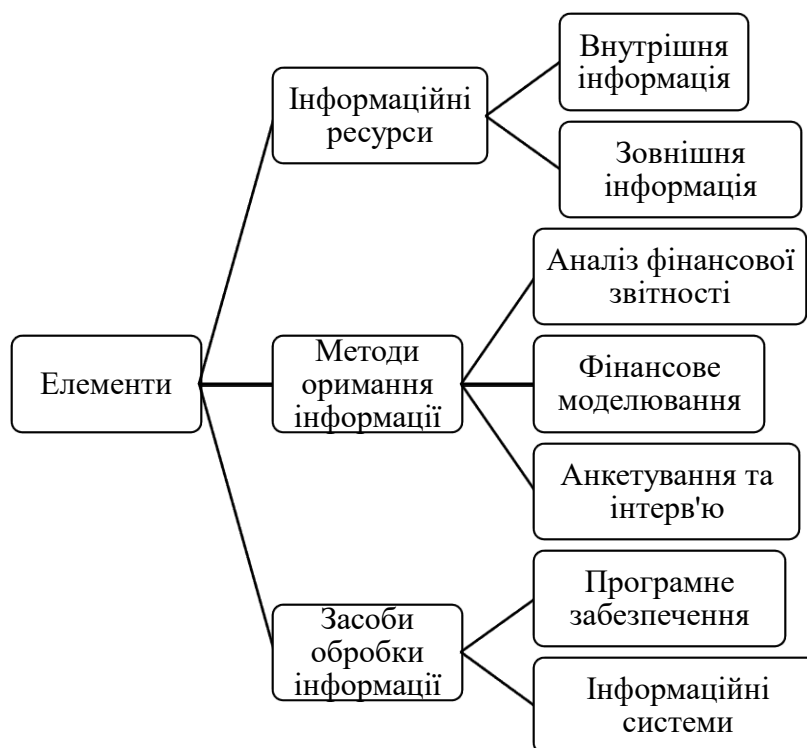 Елементи
Інформаційні
ресурси
Внутрішня
інформація
Зовнішня
інформація
Методи
оримання
інформації
Аналіз фінансової
звітності
Фінансове
моделювання
Анкетування та
інтерв'ю
Засоби
обробки
інформації
Програмне
забезпечення
Інформаційні
системи